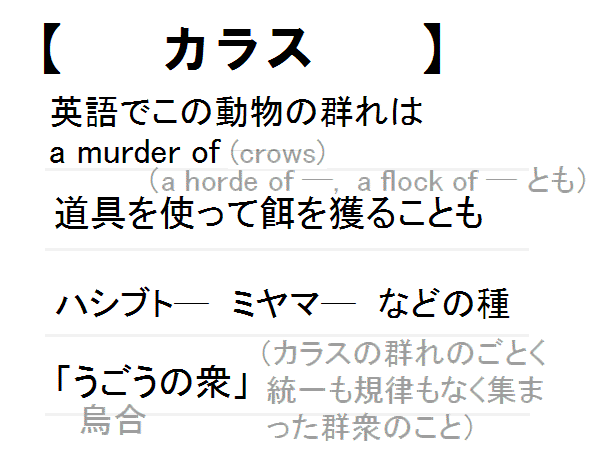 【　カラス　】
英語でこの動物の群れは
a murder of (crows)
(a horde of ―, a flock of ― とも)
道具を使って餌を獲ることも
ハシブト―　ミヤマ―　などの種
「うごうの衆」
烏合
(カラスの群れのごとく
統一も規律もなく集ま
った群衆のこと)